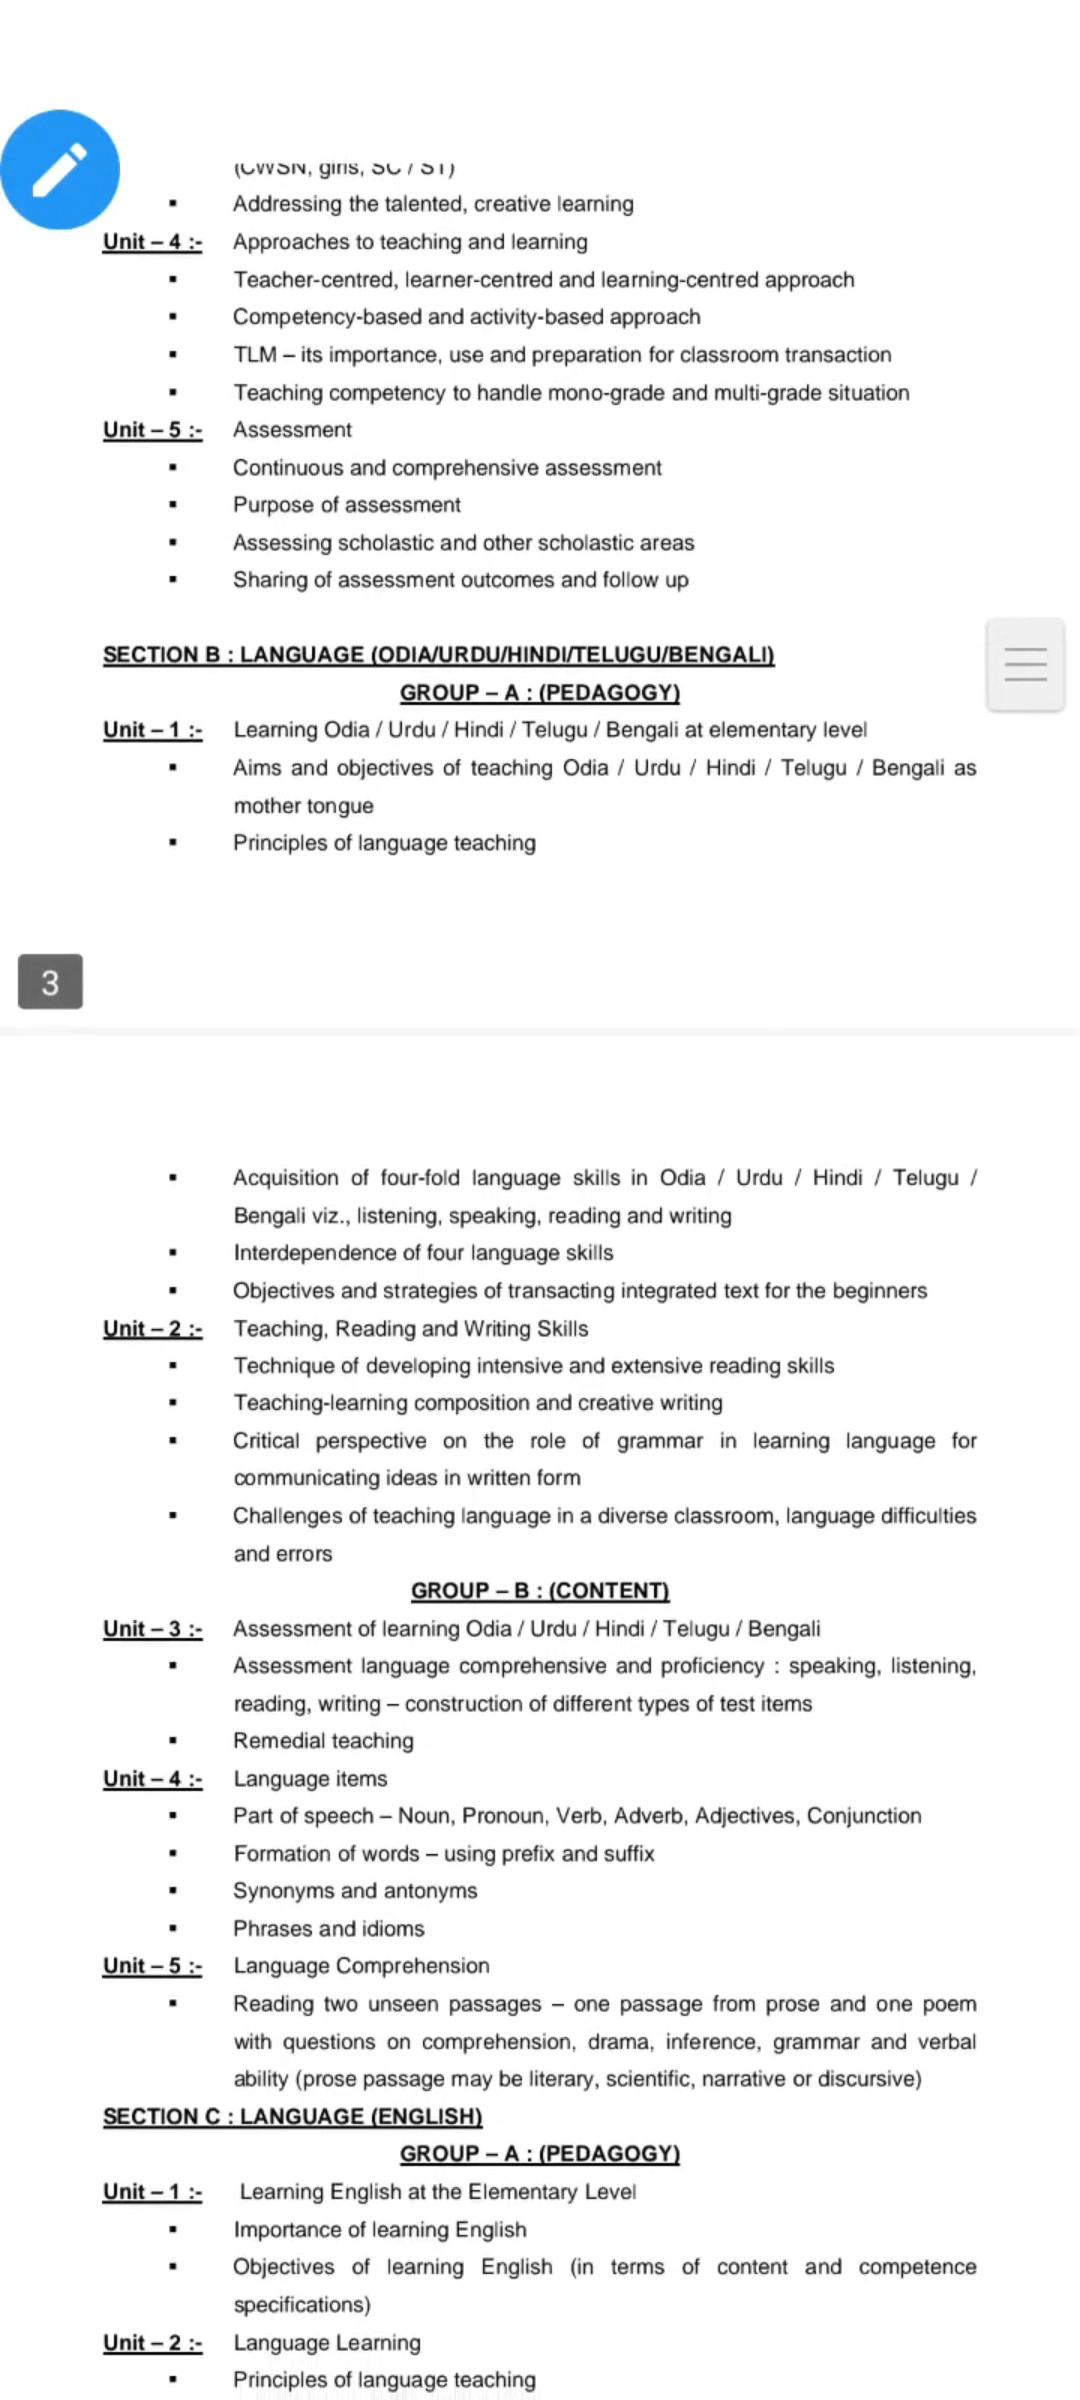 (CWSN, girls, SC / ST)
▪ Addressing the talented, creative learning
Unit – 4 :- Approaches to teaching and learning
▪ Teacher-centred, learner-centred and learning-centred approach
▪ Competency-based and activity-based approach
▪ TLM – its importance, use and preparation for classroom transaction
▪ Teaching competency to handle mono-grade and multi-grade situation
Unit – 5 :- Assessment
▪ Continuous and comprehensive assessment
▪ Purpose of assessment
▪ Assessing scholastic and other scholastic areas
▪ Sharing of assessment outcomes and follow up
SECTION B : LANGUAGE (ODIA/URDU/HINDI/TELUGU/BENGALI)
GROUP – A : (PEDAGOGY)
Unit – 1 :- Learning Odia / Urdu / Hindi / Telugu / Bengali at elementary level
▪ Aims and objectives of teaching Odia / Urdu / Hindi / Telugu / Bengali as
mother tongue
▪ Principles of language teaching
3
▪ Acquisition of four-fold language skills in Odia / Urdu / Hindi / Telugu /
Bengali viz., listening, speaking, reading and writing
▪ Interdependence of four language skills
▪ Objectives and strategies of transacting integrated text for the beginners
Unit – 2 :- Teaching, Reading and Writing Skills
▪ Technique of developing intensive and extensive reading skills
▪ Teaching-learning composition and creative writing
▪ Critical perspective on the role of grammar in learning language for
communicating ideas in written form
▪ Challenges of teaching language in a diverse classroom, language difficulties
and errors
GROUP – B : (CONTENT)
Unit – 3 :- Assessment of learning Odia / Urdu / Hindi / Telugu / Bengali
▪ Assessment language comprehensive and proficiency : speaking, listening,
reading, writing – construction of different types of test items
▪ Remedial teaching
Unit – 4 :- Language items
▪ Part of speech – Noun, Pronoun, Verb, Adverb, Adjectives, Conjunction
▪ Formation of words – using prefix and suffix
▪ Synonyms and antonyms
▪ Phrases and idioms
Unit – 5 :- Language Comprehension
▪ Reading two unseen passages – one passage from prose and one poem
with questions on comprehension, drama, inference, grammar and verbal
ability (prose passage may be literary, scientific, narrative or discursive)
SECTION C : LANGUAGE (ENGLISH)
GROUP – A : (PEDAGOGY)
Unit – 1 :- Learning English at the Elementary Level
▪ Importance of learning English
▪ Objectives of learning English (in terms of content and competence
specifications)
Unit – 2 :- Language Learning
▪ Principles of language teaching